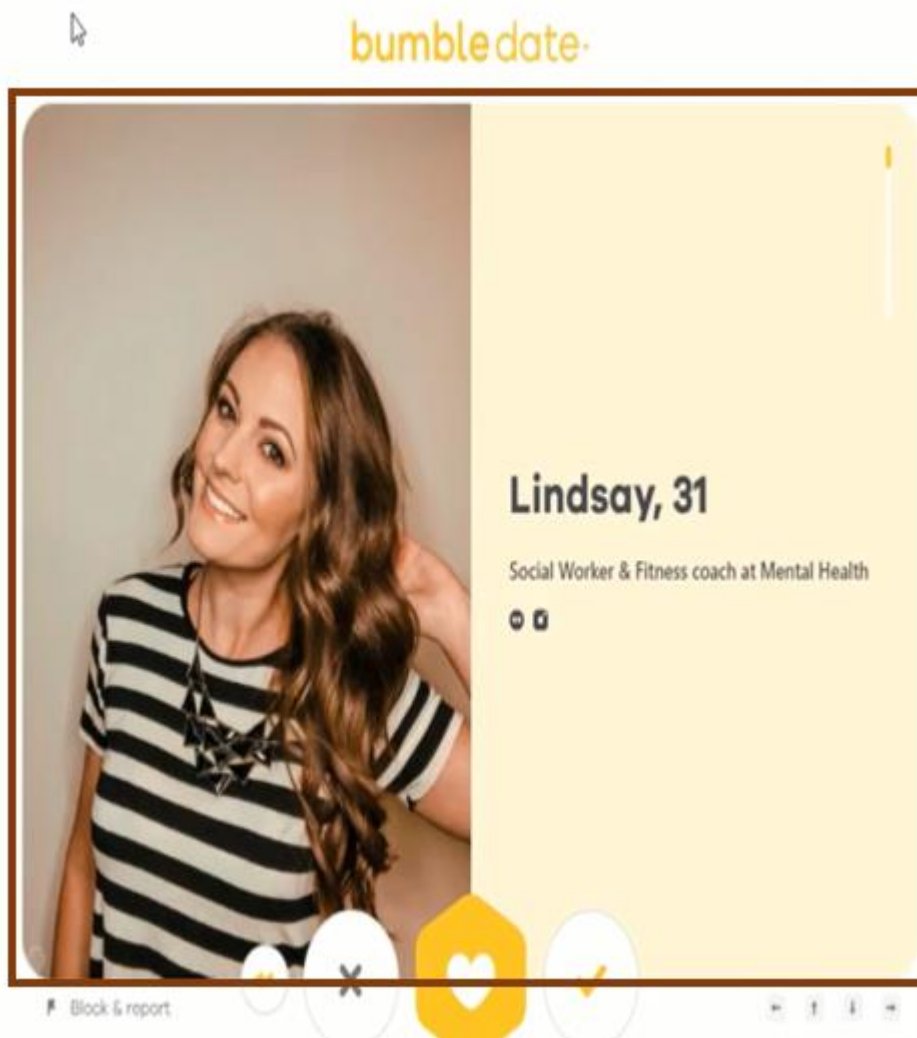 bumble date
Lindsay, 31
Social Worker & Fitness coach at Mental Health
Block & report